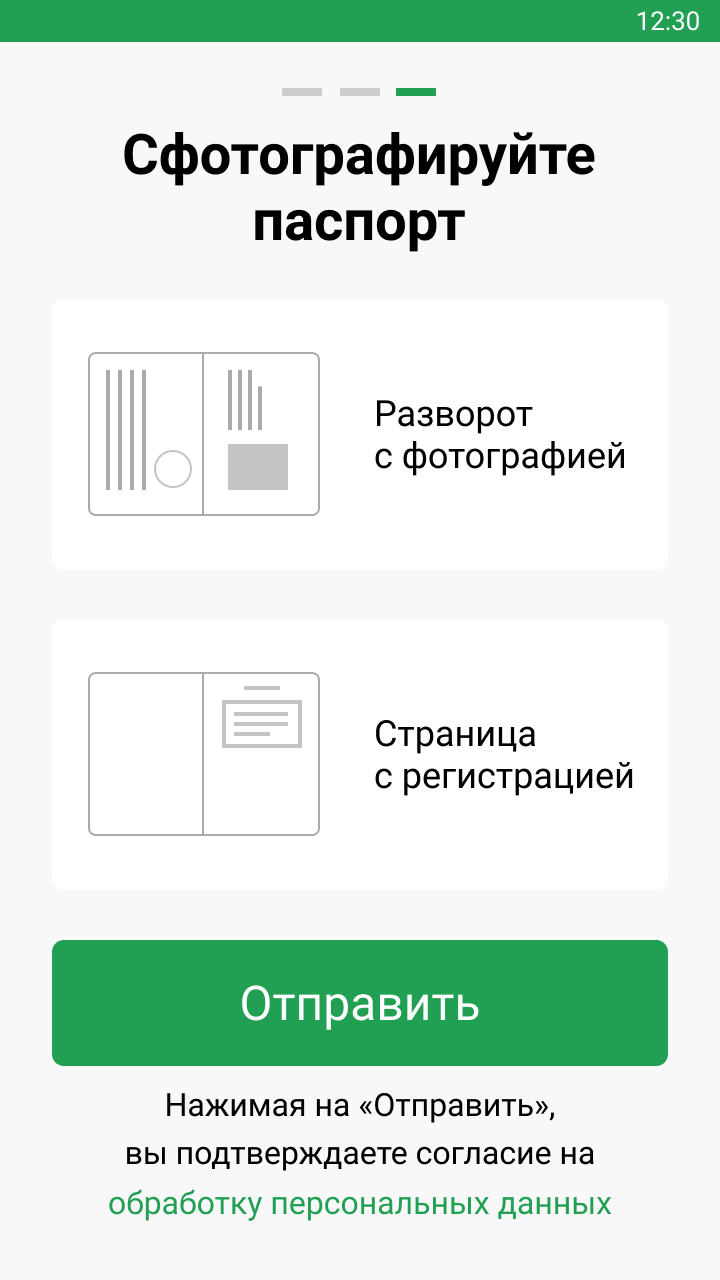 12:30
Сфотографируйте
паспорт
Разворот
с фотографией
Страница
с регистрацией
Отправить
Нажимая на «Отправить»,
вы подтверждаете согласие на
обработку персональных данных